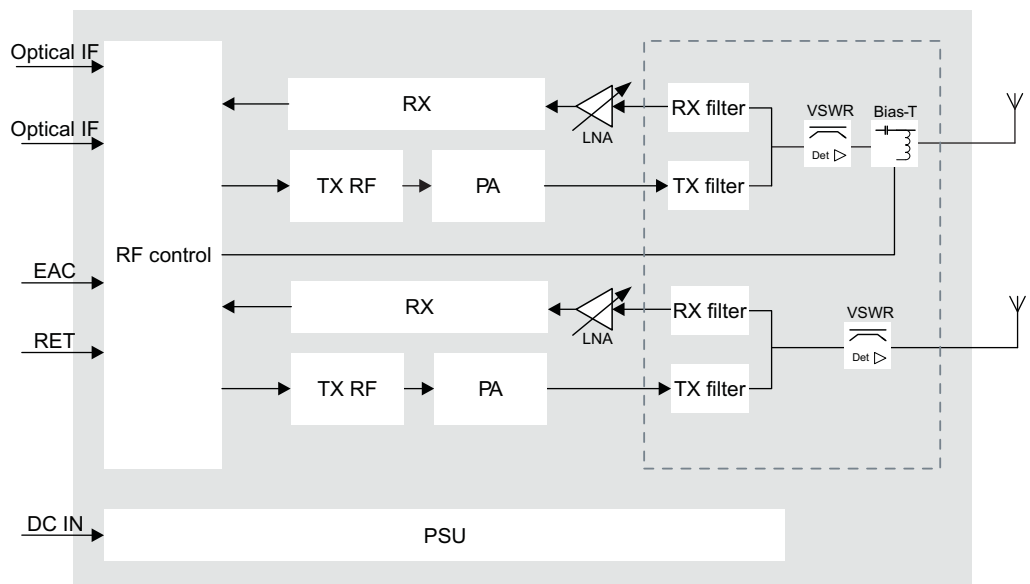 Optical IF
Optical IF
EAC
RET
DC IN
RF control
RX
LNA
RX filter
VSWR
Det
Bias-T
TX RF
PA
TX filter
RX
LNA
RX filter
VSWR
Det
TX RF
PA
TX filter
PSU